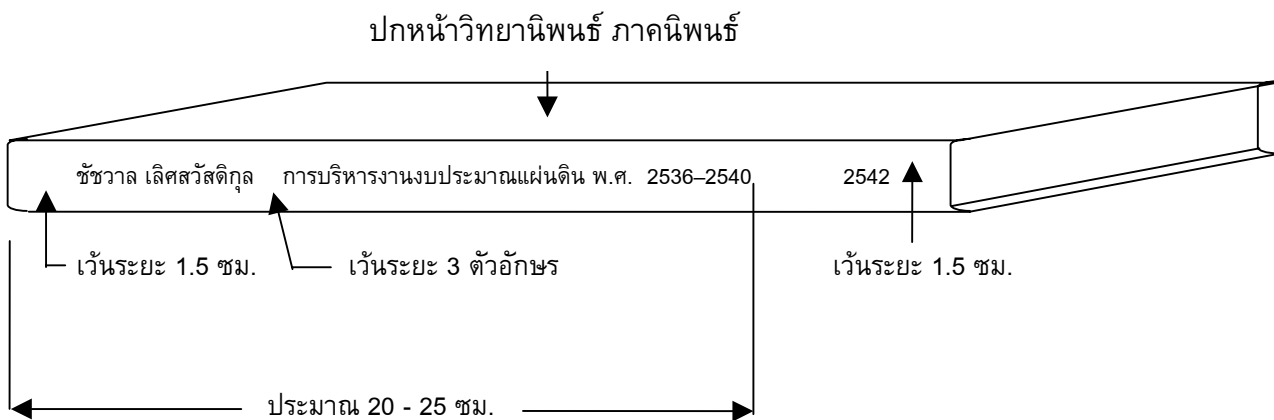 ปกหน้าวิทยานิพนธ์ ภาคนิพนธ์
ชัชวาล เลิศสวัสดิกุล การบริหารงานงบประมาณแผ่นดิน พ.ศ. 2536–2540 2542
เว้นระยะ 1.5 ซม. เว้นระยะ 3 ตัวอักษร เว้นระยะ 1.5 ซม.
ประมาณ 20 - 25 ซม.